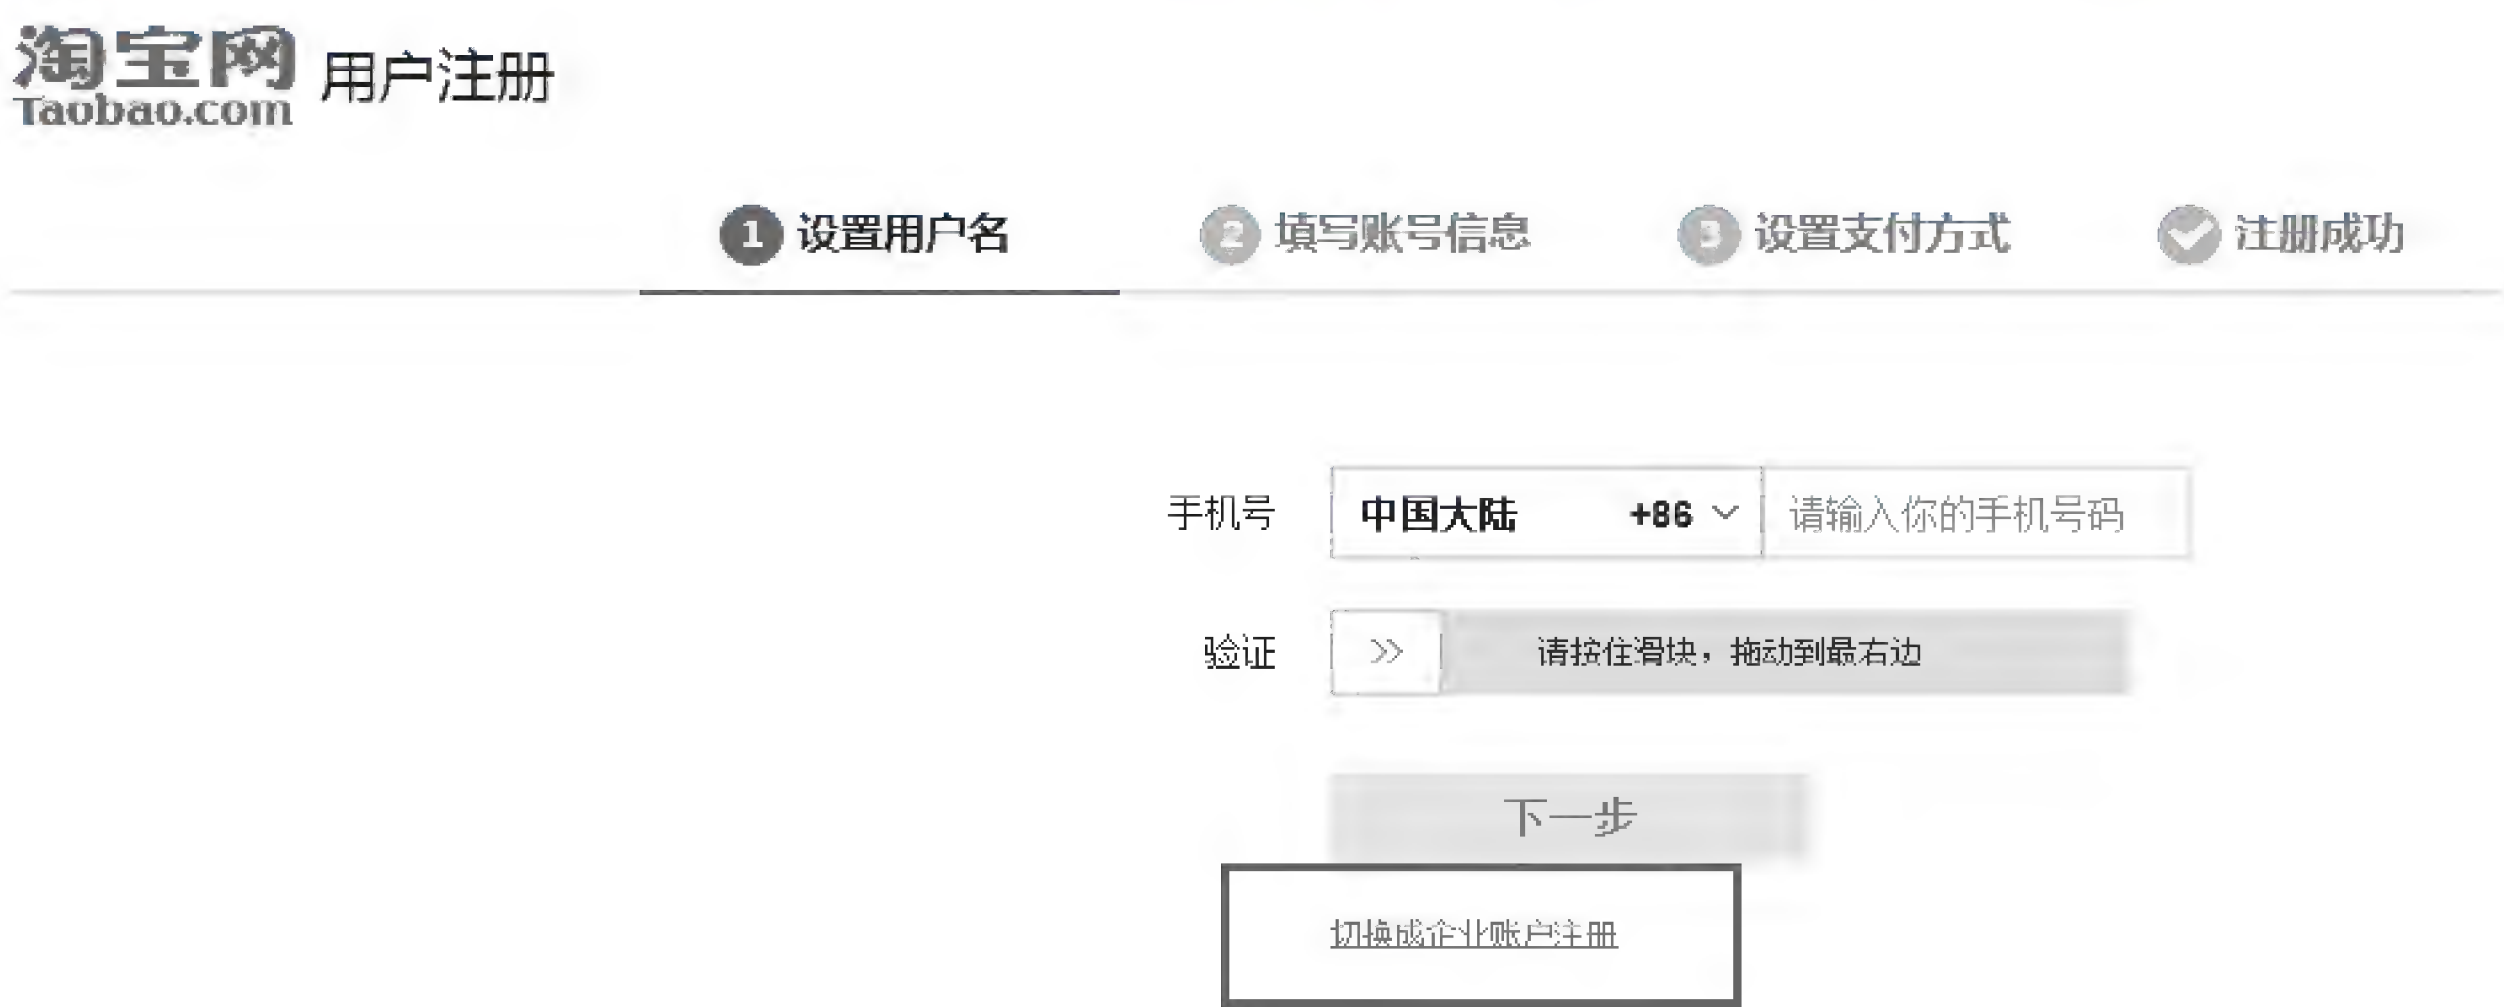 淘宝网
Taobao.com
用户注册
1 设置用户名 2 填写账号信息 3 设置支付方式 注册成功
手机号 中国大陆 +86 请输入你的手机号码
验证 >> 请按住滑块，拖动到最右边
下一步
切换成企业账户注册